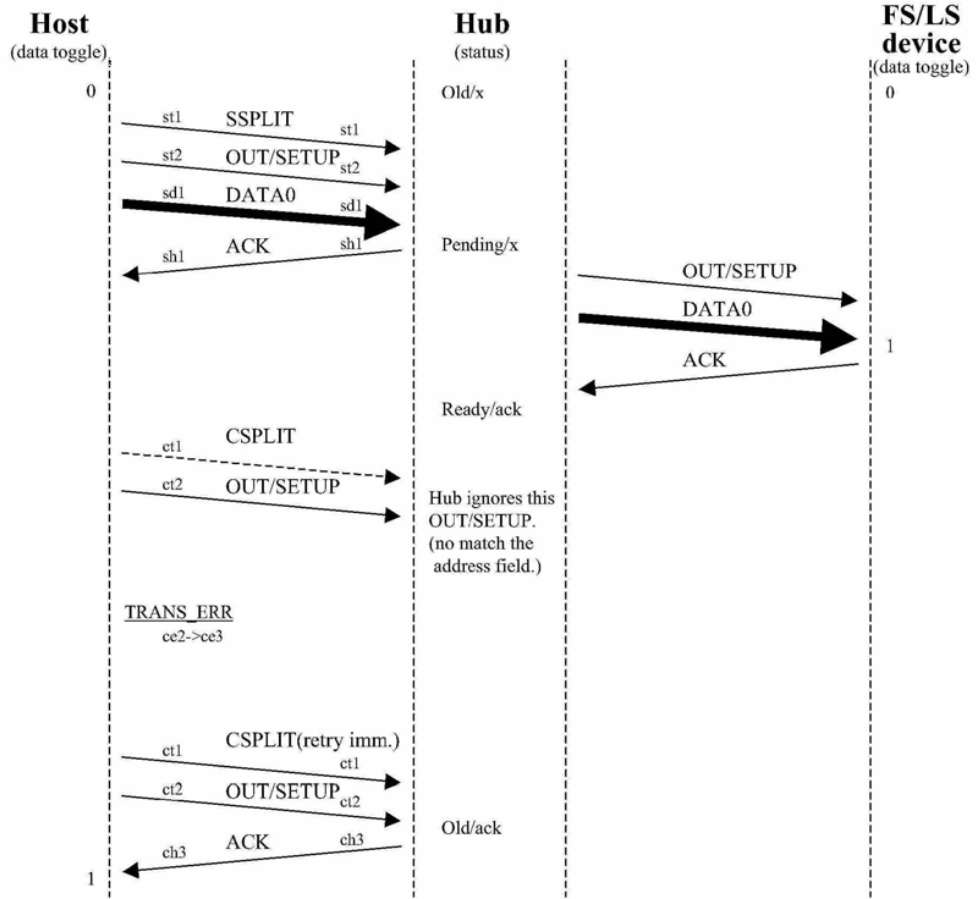 Host
(data toggle)
Hub
(status)
FS/LS
device
(data toggle)
0
Old/x
0
st1 SSPLIT st1
st2 OUT/SETUP st2
sd1 DATA0 sd1
sh1 ACK sh1
Pending/x
OUT/SETUP
DATA0
1
ACK
Ready/ack
ct1 CSPLIT
ct2 OUT/SETUP
Hub ignores this
OUT/SETUP.
(no match the
address field.)
TRANS_ERR
ce2->ce3
ct1 CSPLIT(retry imm.) ct1
ct2 OUT/SETUP ct2
Old/ack
ch3 ACK ch3
1